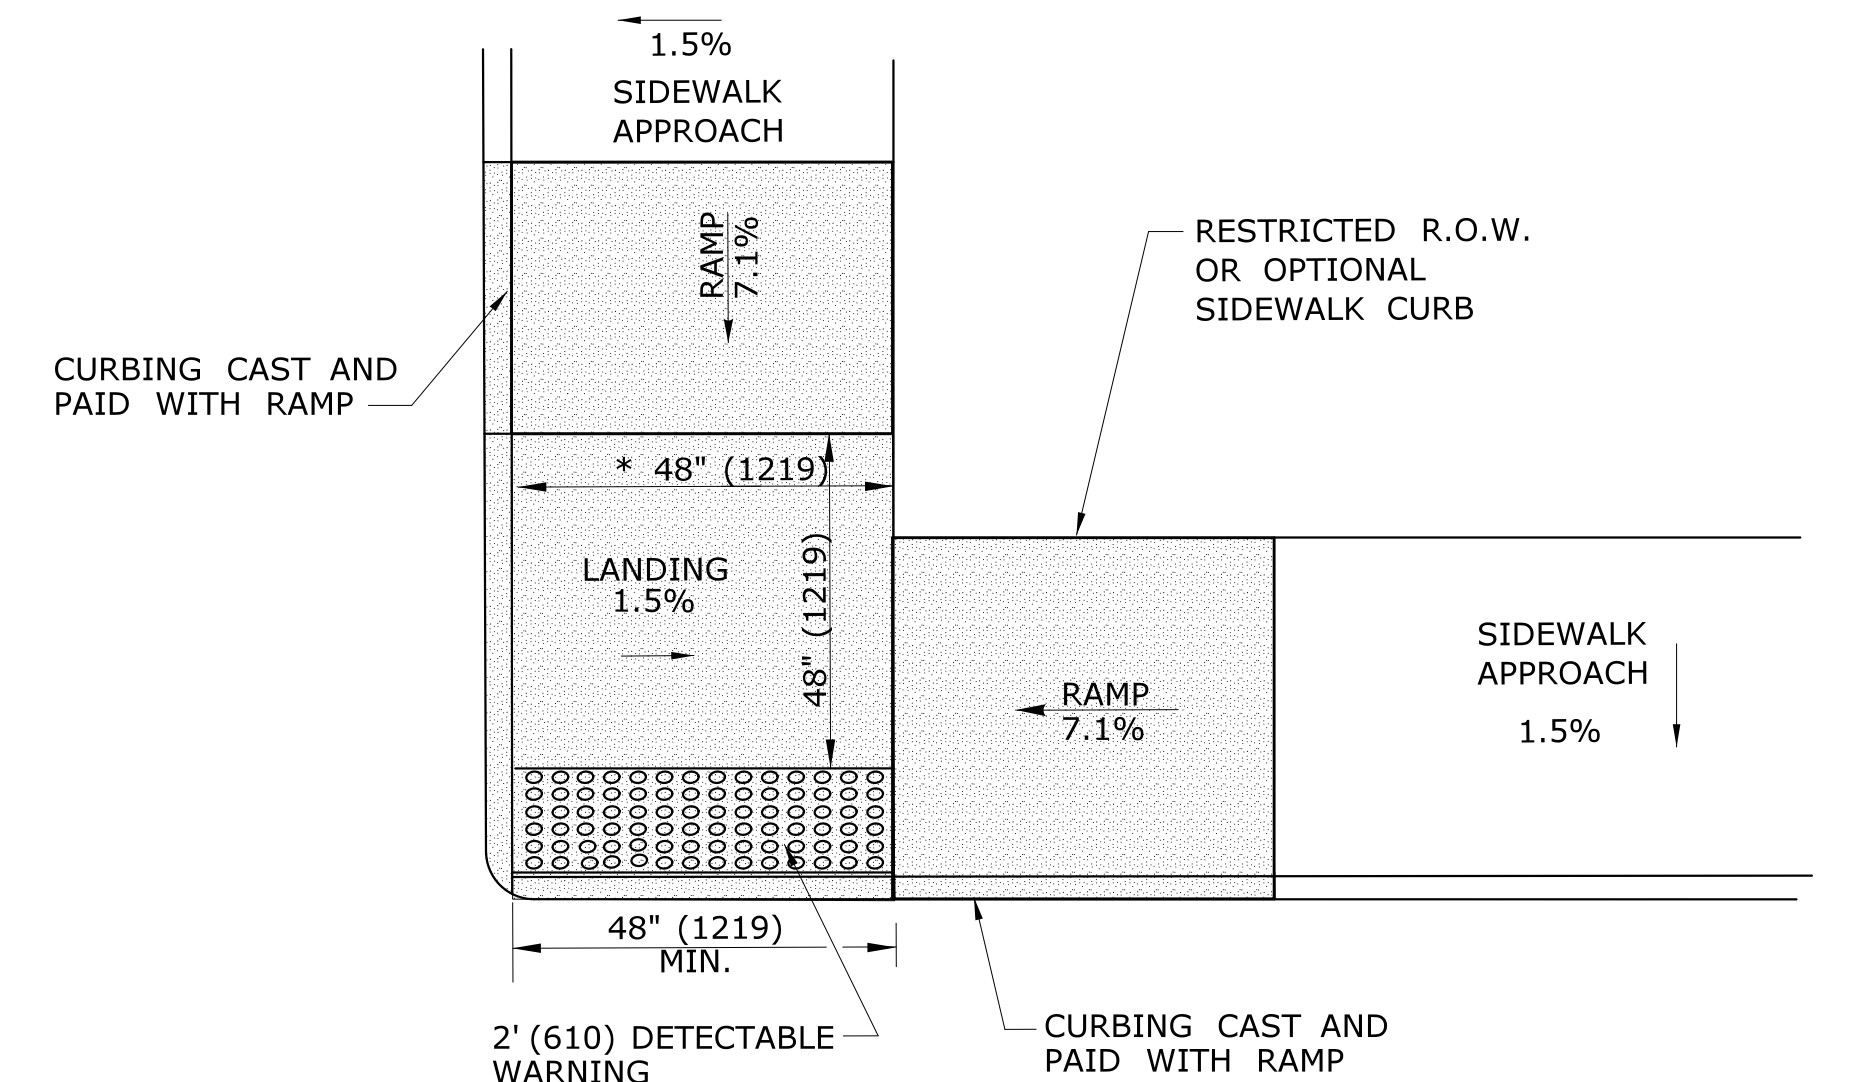 1.5%
SIDEWALK
APPROACH
RAMP
7.1%
RESTRICTED R.O.W.
OR OPTIONAL
SIDEWALK CURB
CURBING CAST AND
PAID WITH RAMP
* 48" (1219)
48" (1219)
LANDING
1.5%
RAMP
7.1%
SIDEWALK
APPROACH
1.5%
48" (1219)
MIN.
2' (610) DETECTABLE
WARNING
CURBING CAST AND
PAID WITH RAMP